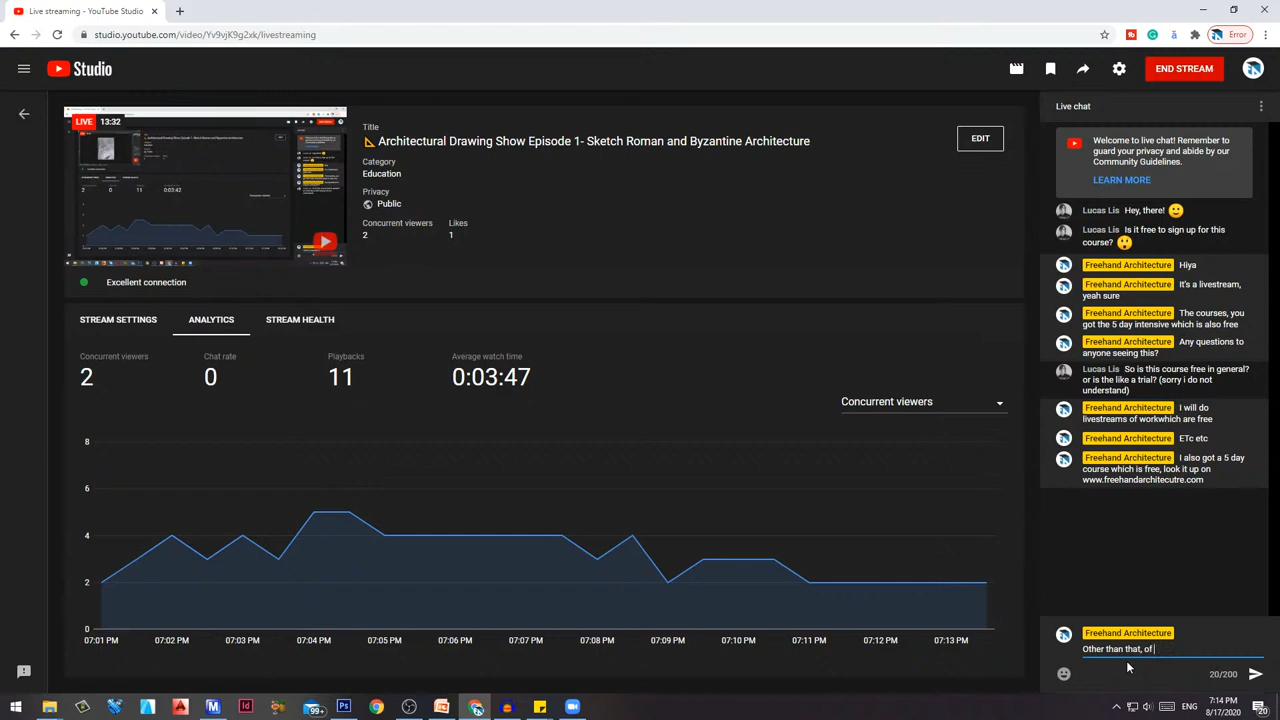 Live streaming - YouTube Studio
studio.youtube.com/video/Yv9vjK9g2xk/livestreaming
Error
Studio
END STREAM
LIVE 13:32
Title
Architectural Drawing Show Episode 1- Sketch Roman and Byzantine Architecture
EDIT
Category
Education
Privacy
Public
Concurrent viewers
2
Likes
1
Excellent connection
STREAM SETTINGS
ANALYTICS
STREAM HEALTH
Concurrent viewers
2
Chat rate
0
Playbacks
11
Average watch time
0:03:47
Concurrent viewers
8
6
4
2
0
07:01 PM 07:02 PM 07:03 PM 07:04 PM 07:05 PM 07:06 PM 07:07 PM 07:08 PM 07:09 PM 07:10 PM 07:11 PM 07:12 PM 07:13 PM
Live chat
Welcome to live chat! Remember to
guard your privacy and abide by our
Community Guidelines.
LEARN MORE
Lucas Lis Hey, there! 🙂
Lucas Lis Is it free to sign up for this
course? 😲
Freehand Architecture Hiya
Freehand Architecture It's a livestream,
yeah sure
Freehand Architecture The courses, you
got the 5 day intensive which is also free
Freehand Architecture Any questions to
anyone seeing this?
Lucas Lis So is this course free in general?
or is the like a trial? (sorry i do not
understand)
Freehand Architecture I will do
livestreams of workwhich are free
Freehand Architecture ETc etc
Freehand Architecture I also got a 5 day
course which is free, look it up on
www.freehandarchitecutre.com
Freehand Architecture
Other than that, of
20/200
99+
ENG
7:14 PM
8/17/2020
20